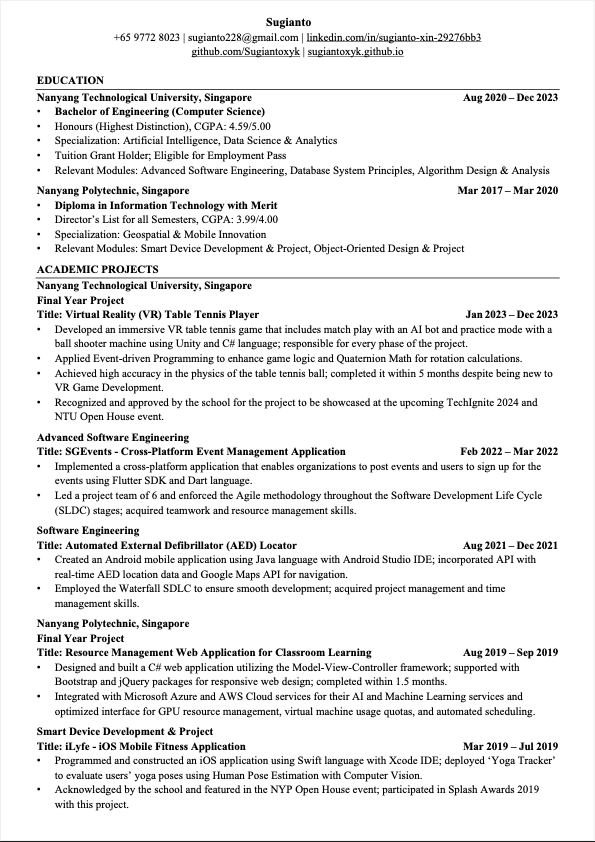 Sugianto
+65 9772 8023 | sugianto228@gmail.com | linkedin.com/in/sugianto-xin-29276bb3
github.com/Sugiantoxyk | sugiantoxyk.github.io
EDUCATION
Nanyang Technological University, Singapore Aug 2020 – Dec 2023
• Bachelor of Engineering (Computer Science)
• Honours (Highest Distinction), CGPA: 4.59/5.00
• Specialization: Artificial Intelligence, Data Science & Analytics
• Tuition Grant Holder; Eligible for Employment Pass
• Relevant Modules: Advanced Software Engineering, Database System Principles, Algorithm Design & Analysis
Nanyang Polytechnic, Singapore Mar 2017 – Mar 2020
• Diploma in Information Technology with Merit
• Director's List for all Semesters, CGPA: 3.99/4.00
• Specialization: Geospatial & Mobile Innovation
• Relevant Modules: Smart Device Development & Project, Object-Oriented Design & Project
ACADEMIC PROJECTS
Nanyang Technological University, Singapore
Final Year Project
Title: Virtual Reality (VR) Table Tennis Player Jan 2023 – Dec 2023
• Developed an immersive VR table tennis game that includes match play with an AI bot and practice mode with a
ball shooter machine using Unity and C# language; responsible for every phase of the project.
• Applied Event-driven Programming to enhance game logic and Quaternion Math for rotation calculations.
• Achieved high accuracy in the physics of the table tennis ball; completed it within 5 months despite being new to
VR Game Development.
• Recognized and approved by the school for the project to be showcased at the upcoming TechIgnite 2024 and
NTU Open House event.
Advanced Software Engineering
Title: SGEvents - Cross-Platform Event Management Application Feb 2022 – Mar 2022
• Implemented a cross-platform application that enables organizations to post events and users to sign up for the
events using Flutter SDK and Dart language.
• Led a project team of 6 and enforced the Agile methodology throughout the Software Development Life Cycle
(SLDC) stages; acquired teamwork and resource management skills.
Software Engineering
Title: Automated External Defibrillator (AED) Locator Aug 2021 – Dec 2021
• Created an Android mobile application using Java language with Android Studio IDE; incorporated API with
real-time AED location data and Google Maps API for navigation.
• Employed the Waterfall SDLC to ensure smooth development; acquired project management and time
management skills.
Nanyang Polytechnic, Singapore
Final Year Project
Title: Resource Management Web Application for Classroom Learning Aug 2019 – Sep 2019
• Designed and built a C# web application utilizing the Model-View-Controller framework; supported with
Bootstrap and jQuery packages for responsive web design; completed within 1.5 months.
• Integrated with Microsoft Azure and AWS Cloud services for their AI and Machine Learning services and
optimized interface for GPU resource management, virtual machine usage quotas, and automated scheduling.
Smart Device Development & Project
Title: iLyfe - iOS Mobile Fitness Application Mar 2019 – Jul 2019
• Programmed and constructed an iOS application using Swift language with Xcode IDE; deployed ‘Yoga Tracker’
to evaluate users’ yoga poses using Human Pose Estimation with Computer Vision.
• Acknowledged by the school and featured in the NYP Open House event; participated in Splash Awards 2019
with this project.